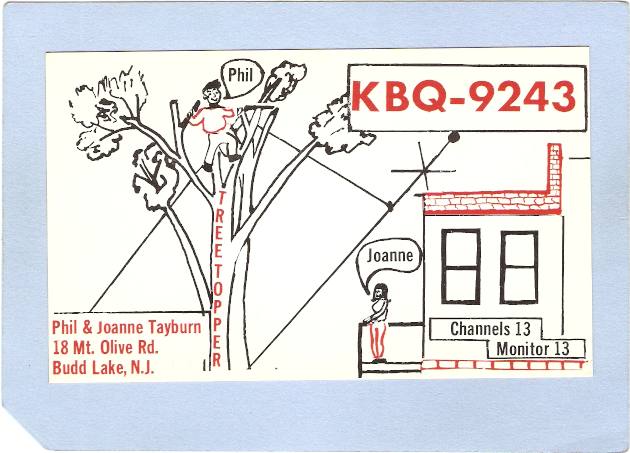 Phil
KBQ-9243
TREETOPPER
Joanne
Channels 13
Monitor 13
Phil & Joanne Tayburn
18 Mt. Olive Rd.
Budd Lake, N.J.